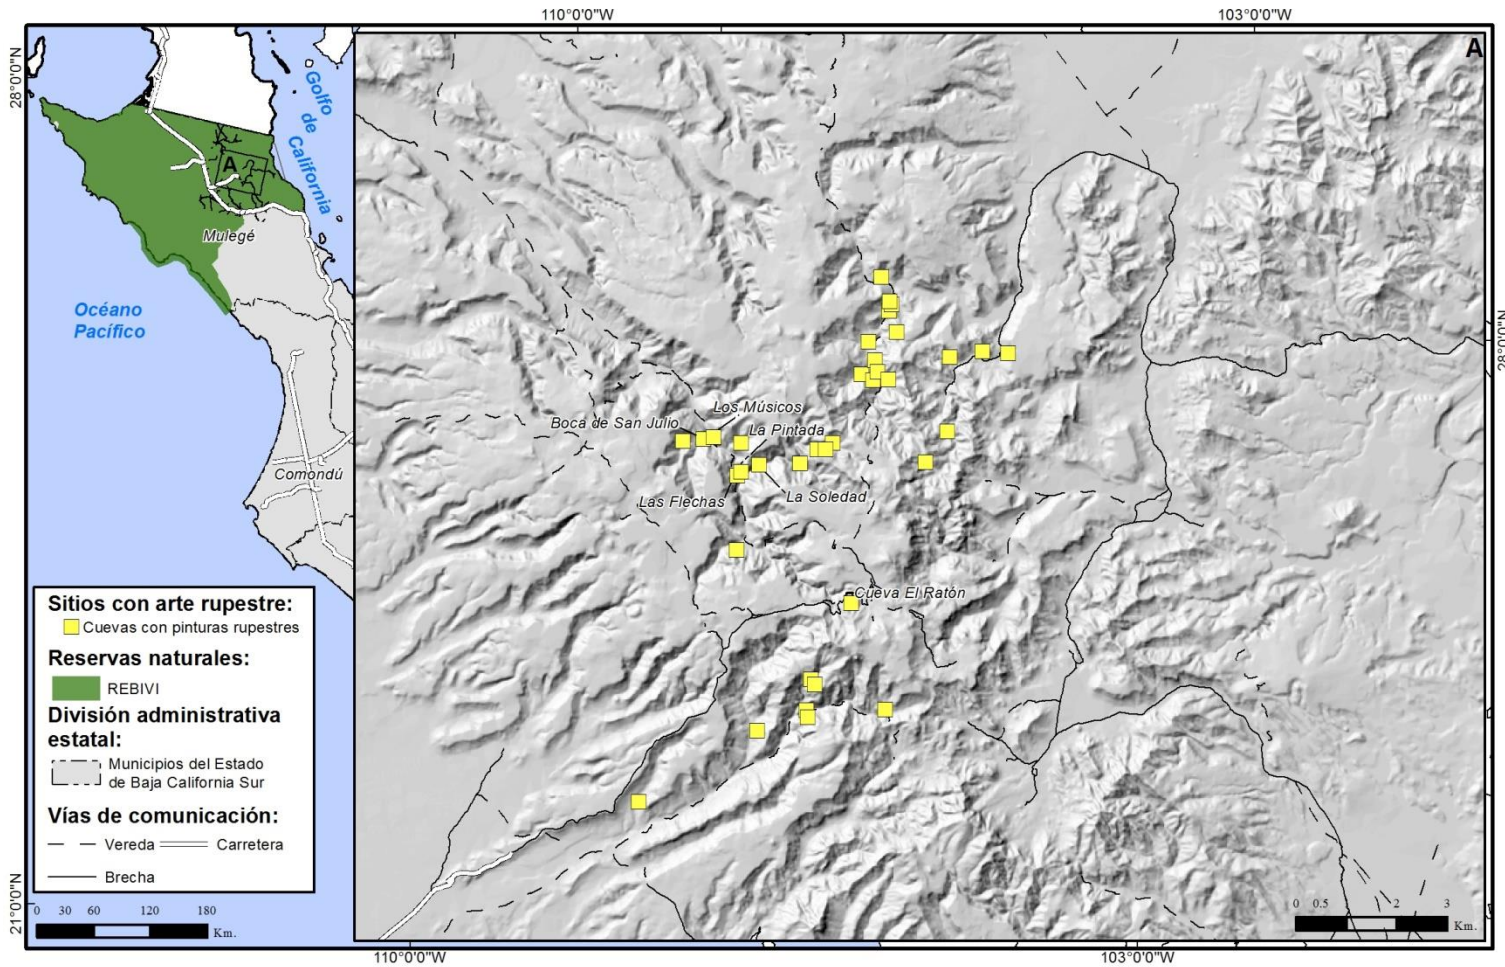 110°0'0"W
103°0'0"W
28°0'0"N
A
Golfo
de
California
A
Mulegé
Océano
Pacífico
28°0'0"N
Los Músicos
Boca de San Julio
La Pintada
Comondú
Las Flechas
La Soledad
Cueva El Ratón
Sitios con arte rupestre:
Cuevas con pinturas rupestres
Reservas naturales:
REBIVI
División administrativa
estatal:
Municipios del Estado
de Baja California Sur
Vías de comunicación:
Vereda
Carretera
Brecha
21°0'0"N
0 30 60 120 180
Km.
0 0.5 2 3
Km.
110°0'0"W
103°0'0"W